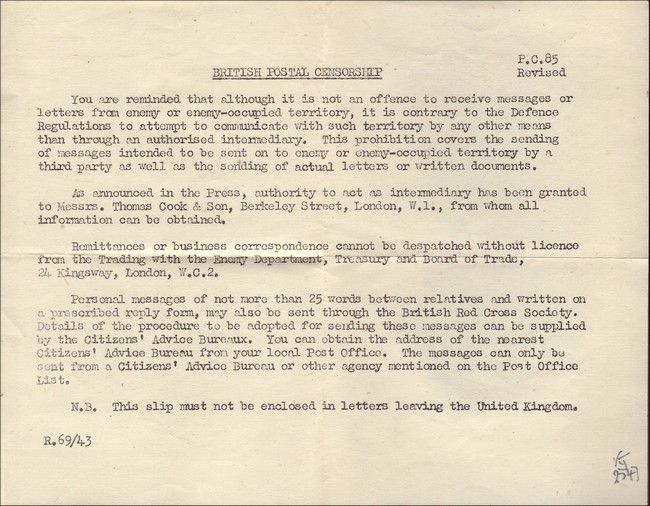 P.C.85
BRITISH POSTAL CENSORSHIP
Revised
You are reminded that although it is not an offence to receive messages or
letters from enemy or enemy-occupied territory, it is contrary to the Defence
Regulations to attempt to communicate with such territory by any other means
than through an authorised intermediary. This prohibition covers the sending
of messages intended to be sent on to enemy or enemy-occupied territory by a
third party as well as the sending of actual letters or written documents.
As announced in the Press, authority to act as intermediary has been granted
to Messrs. Thomas Cook & Son, Berkeley Street, London, W.1., from whom all
information can be obtained.
Remittances or business correspondence cannot be despatched without licence
from the Trading with the Enemy Department, Treasury and Board of Trade,
24 Kingsway, London, W.C.2.
Personal messages of not more than 25 words between relatives and written on
a prescribed reply form, may also be sent through the British Red Cross Society.
Details of the procedure to be adopted for sending these messages can be supplied
by the Citizens' Advice Bureaux. You can obtain the address of the nearest
Citizens' Advice Bureau from your local Post Office. The messages can only be
sent from a Citizens' Advice Bureau or other agency mentioned on the Post Office
List.
N.B. This slip must not be enclosed in letters leaving the United Kingdom.
R.69/43